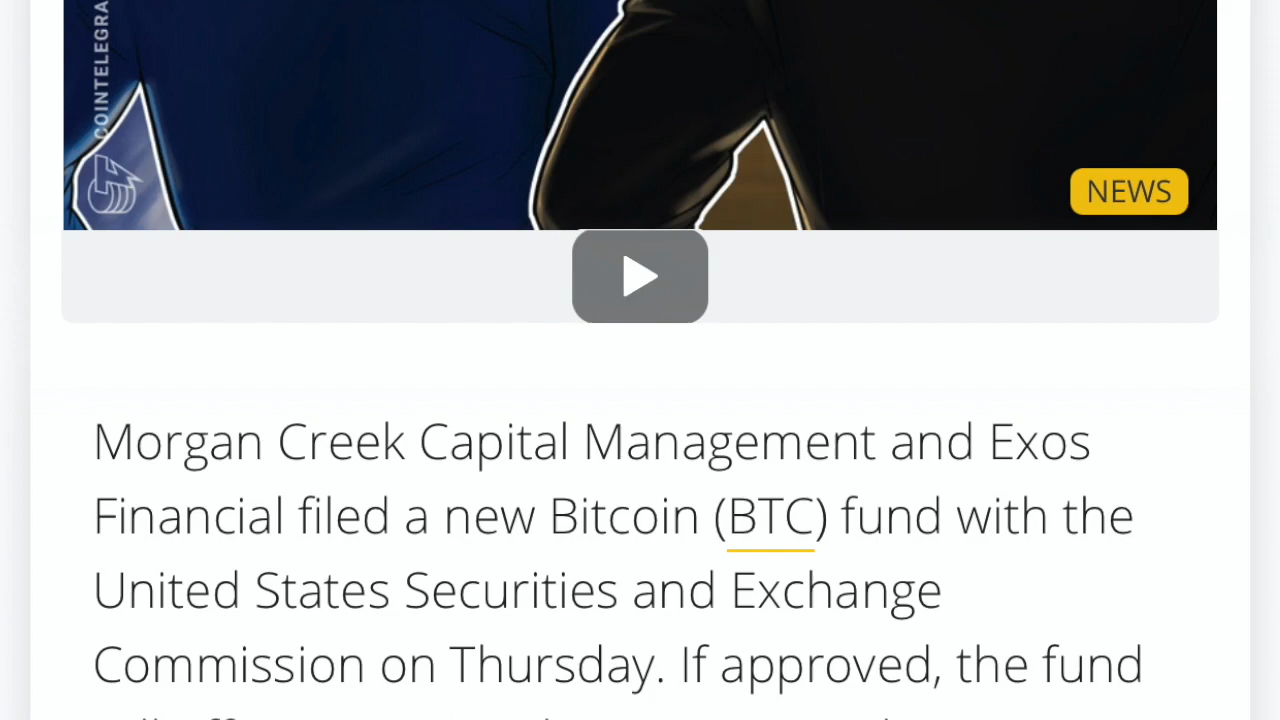 COINTELEGRA
NEWS
Morgan Creek Capital Management and Exos
Financial filed a new Bitcoin (BTC) fund with the
United States Securities and Exchange
Commission on Thursday. If approved, the fund